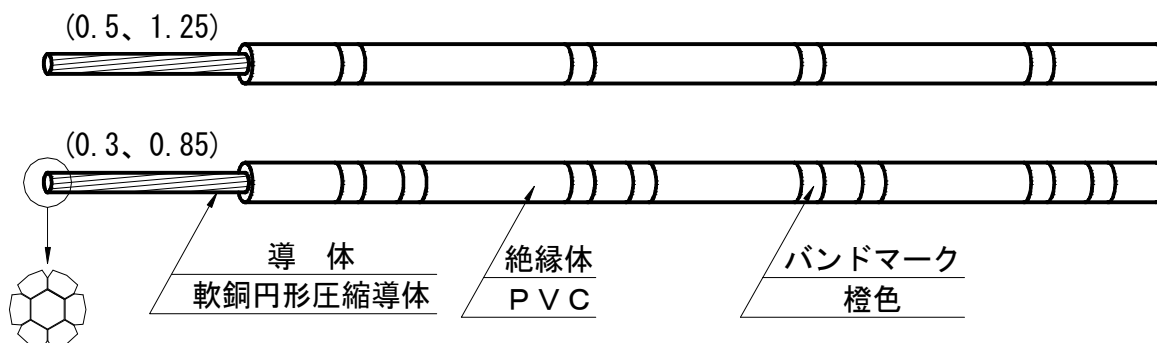 (0.5、1.25)
(0.3、0.85)
導 体
軟銅円形圧縮導体
絶縁体
PVC
バンドマーク
橙色